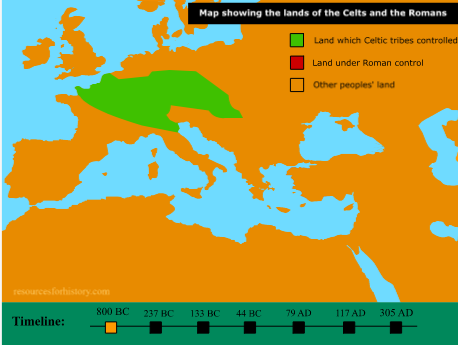 Map showing the lands of the Celts and the Romans
Land which Celtic tribes controlled
Land under Roman control
Other peoples' land
resourcesforhistory.com
Timeline:
800 BC 237 BC 133 BC 44 BC 79 AD 117 AD 305 AD